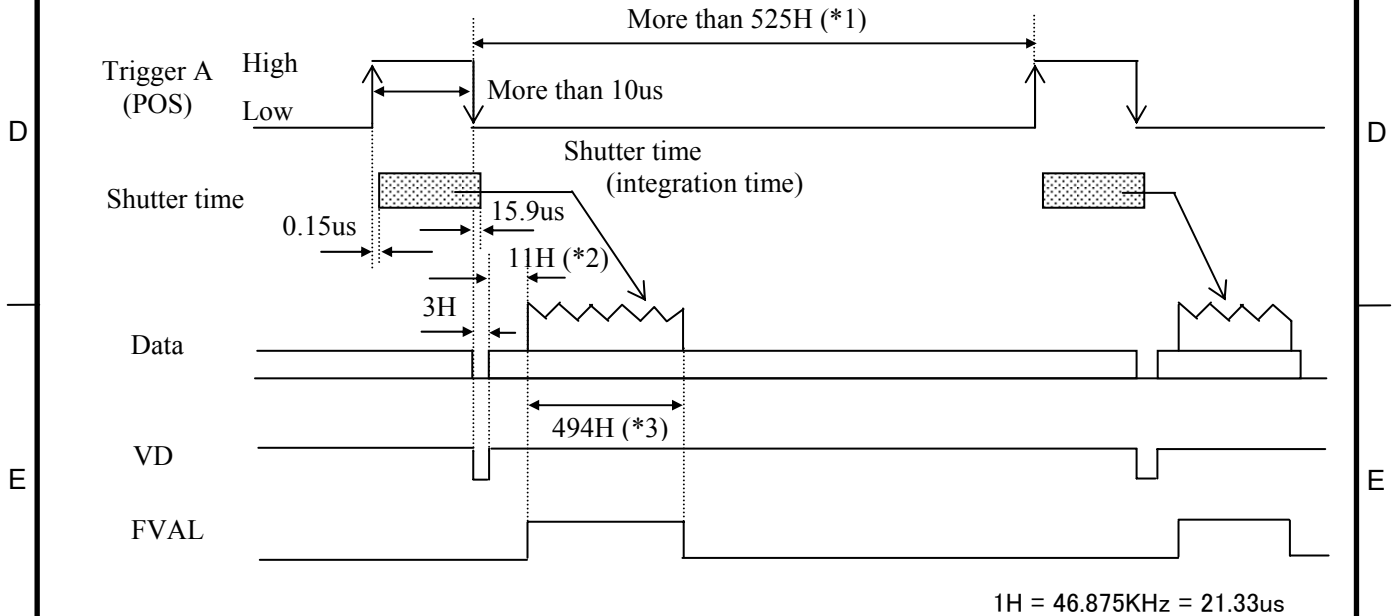 More than 525H (*1)
Trigger A
(POS)
High
Low
More than 10us
D
D
Shutter time
(integration time)
Shutter time
0.15us
15.9us
11H (*2)
3H
Data
494H (*3)
VD
E
E
FVAL
1H = 46.875KHz = 21.33us